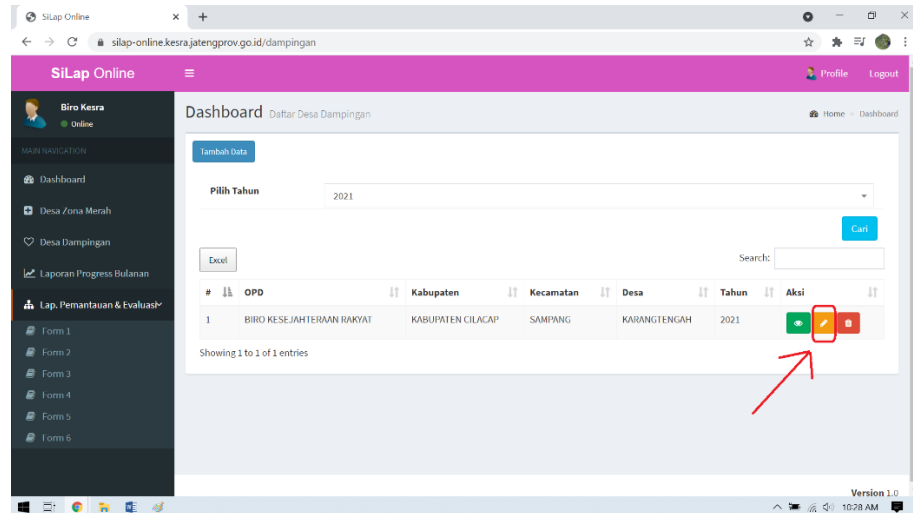 SiLap Online
silap-online.kesra.jatengprov.go.id/dampingan
SiLap Online
Profile Logout
Biro Kesra
Online
MAIN NAVIGATION
Dashboard
Desa Zona Merah
Desa Dampingan
Laporan Progress Bulanan
Lap. Pemantauan & Evaluasi
Form 1
Form 2
Form 3
Form 4
Form 5
Form 6
Dashboard Daftar Desa Dampingan
Home > Dashboard
Tambah Data
Pilih Tahun 2021
Cari
Excel Search:
# OPD Kabupaten Kecamatan Desa Tahun Aksi
1 BIRO KESEJAHTERAAN RAKYAT KABUPATEN CILACAP SAMPANG KARANGTENGAH 2021
Showing 1 to 1 of 1 entries
Version 1.0
10:28 AM